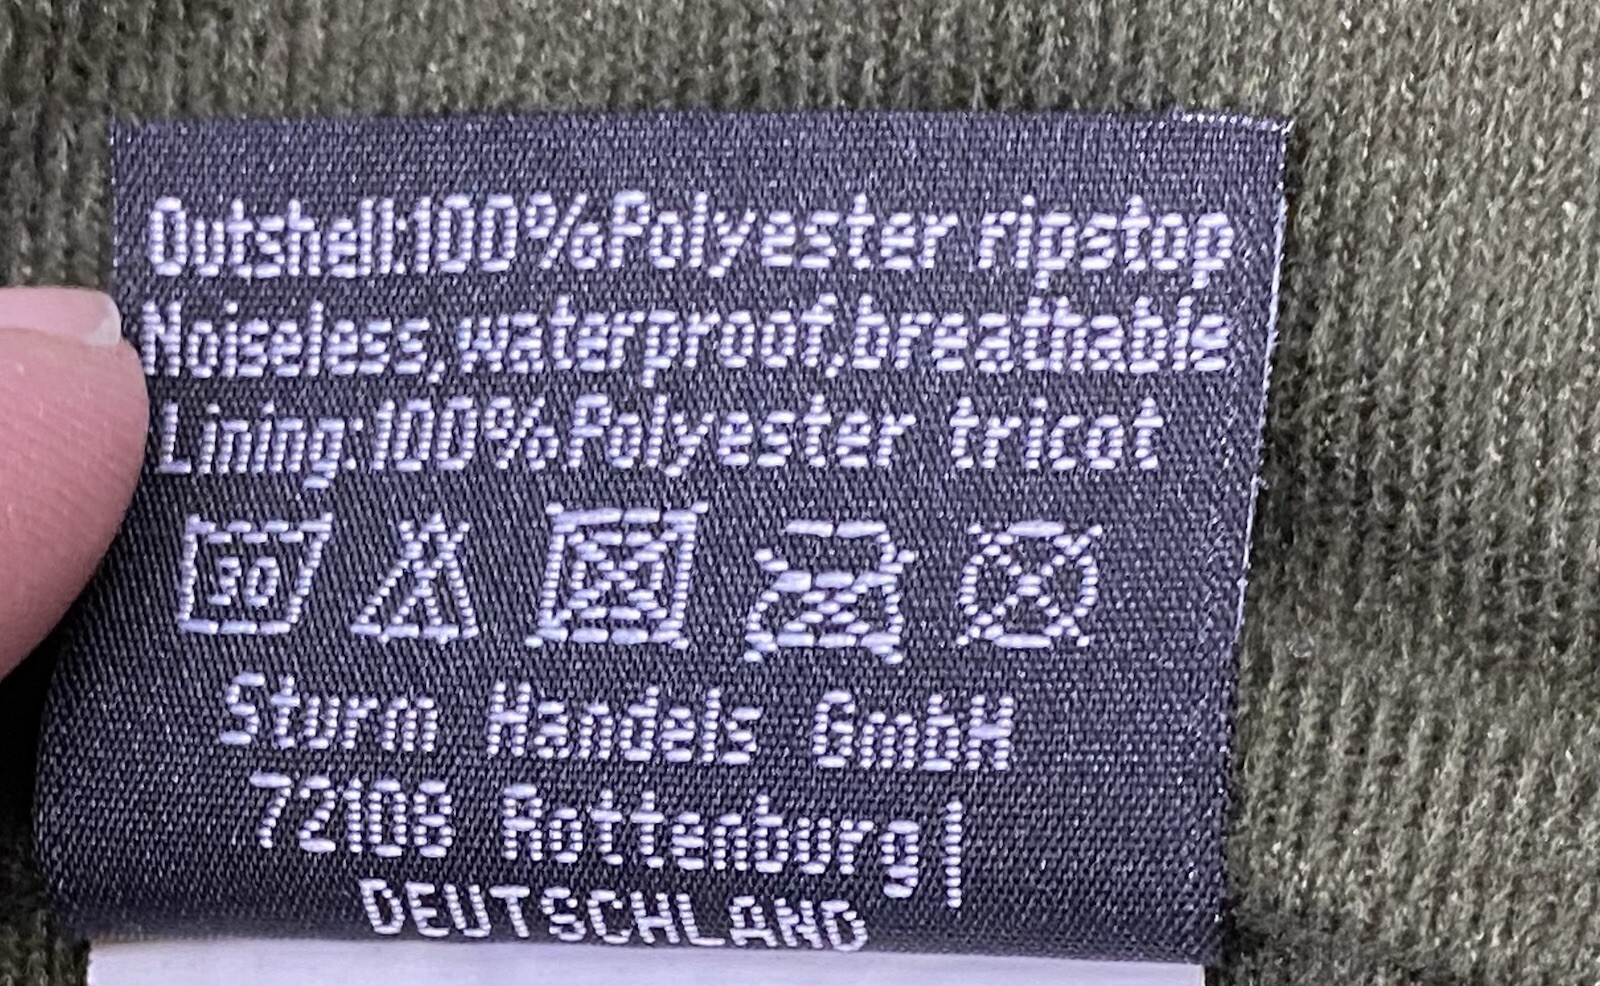 Outshell:100%Polyester ripstop
Noiseless,waterproof,breathable
Lining:100%Polyester tricot
30
Sturm Handels GmbH
72108 Rottenburg|
DEUTSCHLAND